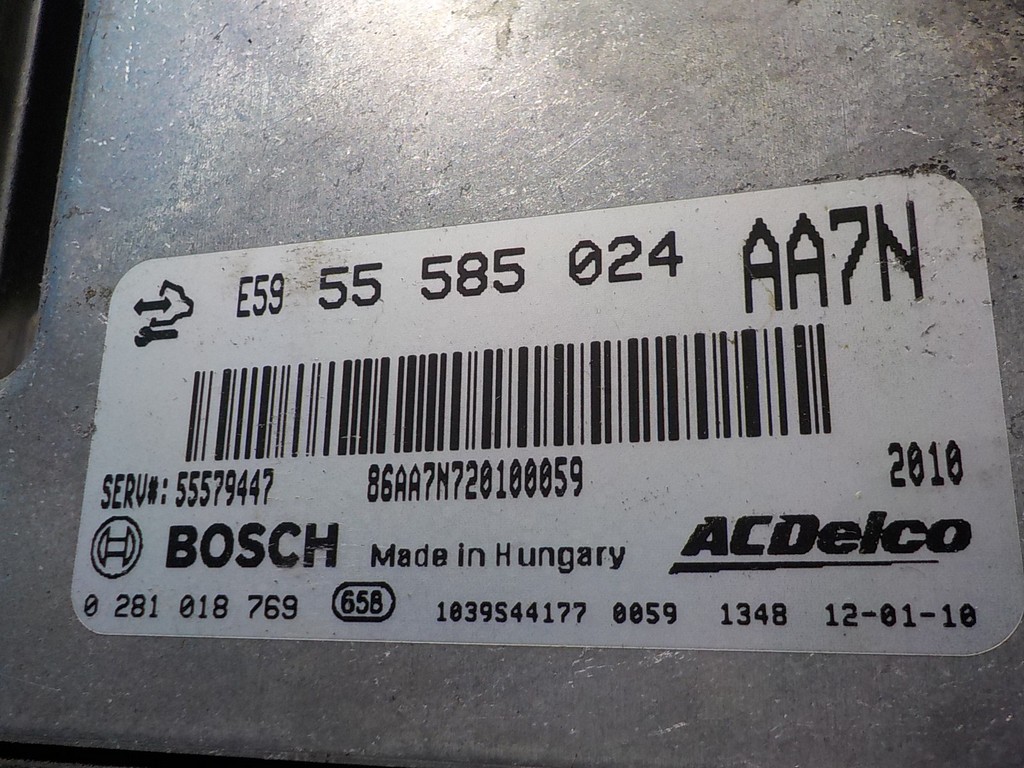 E59 55 585 024 AA7N
SERV#: 55579447 86AA7N720100059 2010
BOSCH Made in Hungary ACDelco
0 281 018 769 658 1039S44177 0059 1348 12-01-10